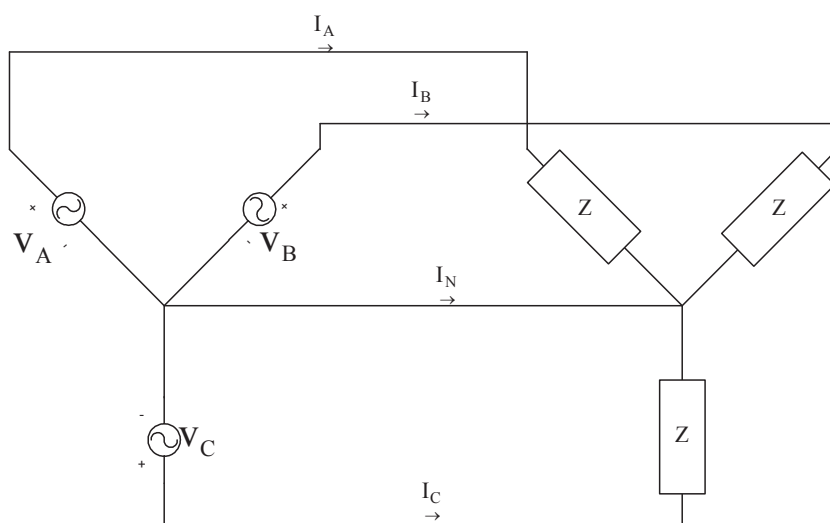 I_A
I_B
Z
Z
+
+
V_A
-
-
V_B
I_N
-
V_C
+
Z
I_C